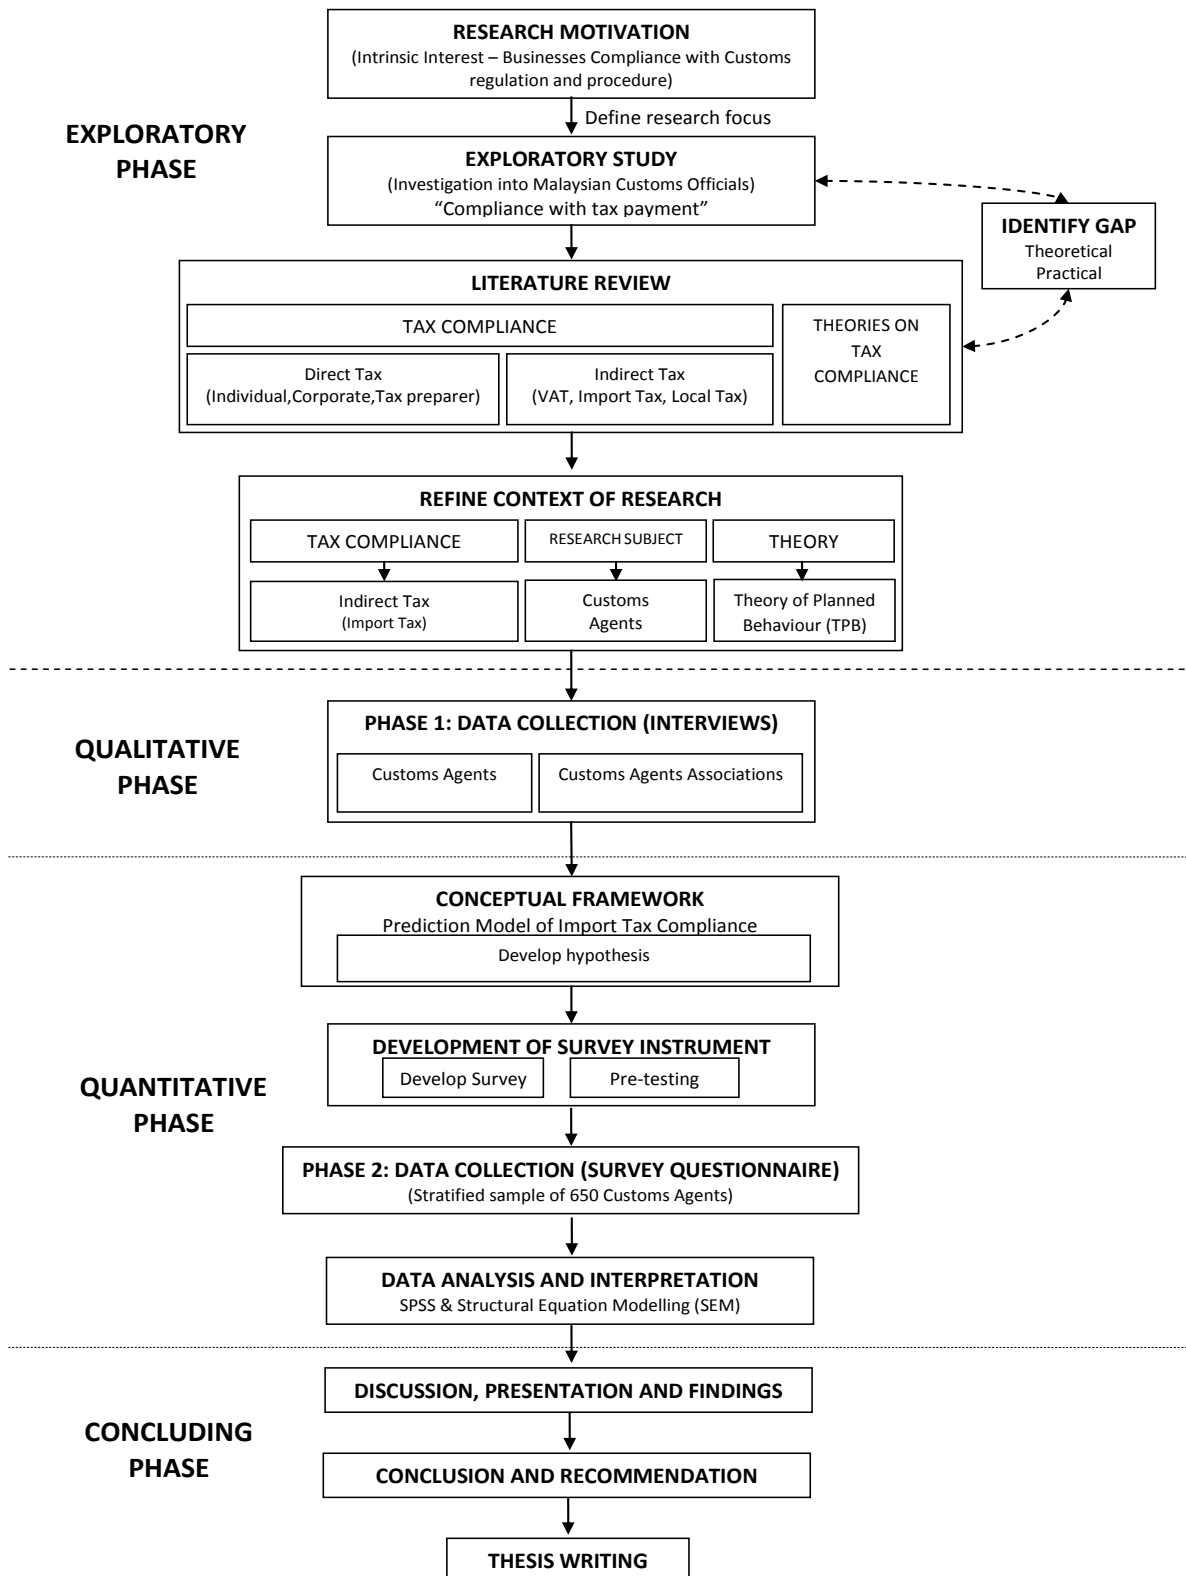 RESEARCH MOTIVATION
(Intrinsic Interest – Businesses Compliance with Customs
regulation and procedure)
Define research focus
EXPLORATORY
PHASE
EXPLORATORY STUDY
(Investigation into Malaysian Customs Officials)
“Compliance with tax payment”
IDENTIFY GAP
Theoretical
Practical
LITERATURE REVIEW
TAX COMPLIANCE
THEORIES ON
TAX
COMPLIANCE
Direct Tax
(Individual,Corporate,Tax preparer)
Indirect Tax
(VAT, Import Tax, Local Tax)
REFINE CONTEXT OF RESEARCH
TAX COMPLIANCE
RESEARCH SUBJECT
THEORY
Indirect Tax
(Import Tax)
Customs
Agents
Theory of Planned
Behaviour (TPB)
QUALITATIVE
PHASE
PHASE 1: DATA COLLECTION (INTERVIEWS)
Customs Agents
Customs Agents Associations
CONCEPTUAL FRAMEWORK
Prediction Model of Import Tax Compliance
Develop hypothesis
QUANTITATIVE
PHASE
DEVELOPMENT OF SURVEY INSTRUMENT
Develop Survey
Pre-testing
PHASE 2: DATA COLLECTION (SURVEY QUESTIONNAIRE)
(Stratified sample of 650 Customs Agents)
DATA ANALYSIS AND INTERPRETATION
SPSS & Structural Equation Modelling (SEM)
CONCLUDING
PHASE
DISCUSSION, PRESENTATION AND FINDINGS
CONCLUSION AND RECOMMENDATION
THESIS WRITING